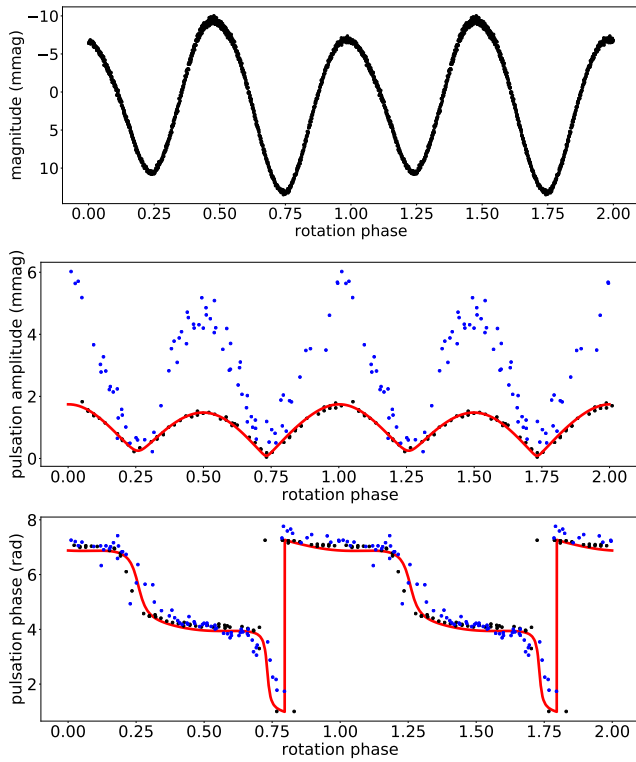 −10
−5
0
5
10
magnitude (mmag)
0.00 0.25 0.50 0.75 1.00 1.25 1.50 1.75 2.00
rotation phase
6
4
2
0
pulsation amplitude (mmag)
0.00 0.25 0.50 0.75 1.00 1.25 1.50 1.75 2.00
rotation phase
8
6
4
2
pulsation phase (rad)
0.00 0.25 0.50 0.75 1.00 1.25 1.50 1.75 2.00
rotation phase